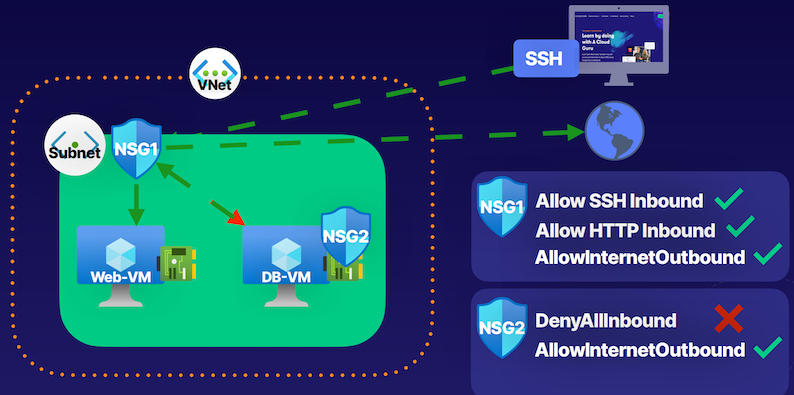 SSH
Learn by doing
with A Cloud
Guru
VNet
Subnet
NSG1
NSG2
Web-VM
DB-VM
NSG1
Allow SSH Inbound
Allow HTTP Inbound
AllowInternetOutbound
NSG2
DenyAllInbound
AllowInternetOutbound